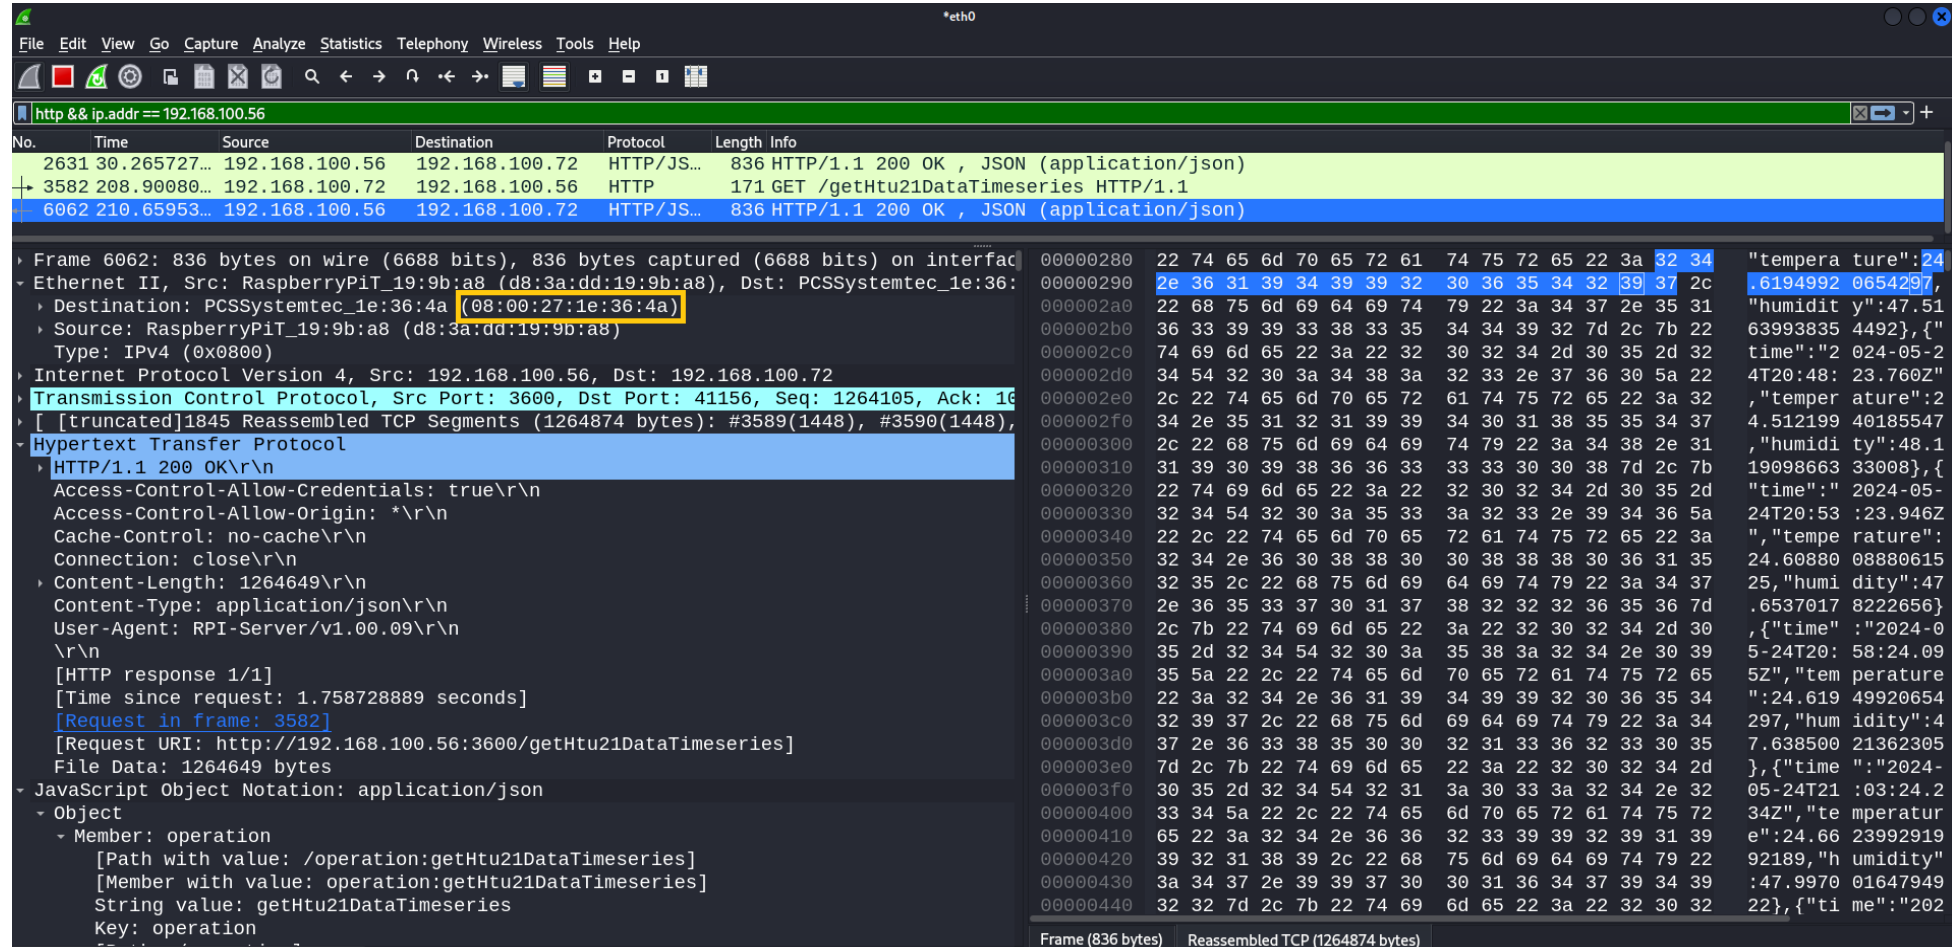 *eth0
File Edit View Go Capture Analyze Statistics Telephony Wireless Tools Help
http && ip.addr == 192.168.100.56
No. Time Source Destination Protocol Length Info
2631 30.265727… 192.168.100.56 192.168.100.72 HTTP/JS… 836 HTTP/1.1 200 OK , JSON (application/json)
3582 208.90080… 192.168.100.72 192.168.100.56 HTTP 171 GET /getHtu21DataTimeseries HTTP/1.1
6062 210.65953… 192.168.100.56 192.168.100.72 HTTP/JS… 836 HTTP/1.1 200 OK , JSON (application/json)
Frame 6062: 836 bytes on wire (6688 bits), 836 bytes captured (6688 bits) on interfac
Ethernet II, Src: RaspberryPiT_19:9b:a8 (d8:3a:dd:19:9b:a8), Dst: PCSSystemtec_1e:36:
Destination: PCSSystemtec_1e:36:4a (08:00:27:1e:36:4a)
Source: RaspberryPiT_19:9b:a8 (d8:3a:dd:19:9b:a8)
Type: IPv4 (0x0800)
Internet Protocol Version 4, Src: 192.168.100.56, Dst: 192.168.100.72
Transmission Control Protocol, Src Port: 3600, Dst Port: 41156, Seq: 1264105, Ack: 10
[ [truncated]1845 Reassembled TCP Segments (1264874 bytes): #3589(1448), #3590(1448),
Hypertext Transfer Protocol
HTTP/1.1 200 OK\r\n
Access-Control-Allow-Credentials: true\r\n
Access-Control-Allow-Origin: *\r\n
Cache-Control: no-cache\r\n
Connection: close\r\n
Content-Length: 1264649\r\n
Content-Type: application/json\r\n
User-Agent: RPI-Server/v1.00.09\r\n
\r\n
[HTTP response 1/1]
[Time since request: 1.758728889 seconds]
[Request in frame: 3582]
[Request URI: http://192.168.100.56:3600/getHtu21DataTimeseries]
File Data: 1264649 bytes
JavaScript Object Notation: application/json
Object
Member: operation
[Path with value: /operation:getHtu21DataTimeseries]
[Member with value: operation:getHtu21DataTimeseries]
String value: getHtu21DataTimeseries
Key: operation
00000280 22 74 65 6d 70 65 72 61 74 75 72 65 22 3a 32 34 "tempera ture":24
00000290 2e 36 31 39 34 39 39 32 30 36 35 34 32 39 37 2c .6194992 0654297,
000002a0 22 68 75 6d 69 64 69 74 79 22 3a 34 37 2e 35 31 "humidit y":47.51
000002b0 36 33 39 39 33 38 33 35 34 34 39 32 7d 2c 7b 22 63993835 4492},{"
000002c0 74 69 6d 65 22 3a 22 32 30 32 34 2d 30 35 2d 32 time":"2 024-05-2
000002d0 34 54 32 30 3a 34 38 3a 32 33 2e 37 36 30 5a 22 4T20:48: 23.760Z"
000002e0 2c 22 74 65 6d 70 65 72 61 74 75 72 65 22 3a 32 ,"temper ature":2
000002f0 34 2e 35 31 32 31 39 39 34 30 31 38 35 35 34 37 4.512199 40185547
00000300 2c 22 68 75 6d 69 64 69 74 79 22 3a 34 38 2e 31 ,"humidi ty":48.1
00000310 31 39 30 39 38 36 36 33 33 33 30 30 38 7d 2c 7b 19098663 33008},{
00000320 22 74 69 6d 65 22 3a 22 32 30 32 34 2d 30 35 2d "time":" 2024-05-
00000330 32 34 54 32 30 3a 35 33 3a 32 33 2e 39 34 36 5a 24T20:53 :23.946Z
00000340 22 2c 22 74 65 6d 70 65 72 61 74 75 72 65 22 3a ","tempe rature":
00000350 32 34 2e 36 30 38 38 30 30 38 38 38 30 36 31 35 24.60880 08880615
00000360 32 35 2c 22 68 75 6d 69 64 69 74 79 22 3a 34 37 25,"humi dity":47
00000370 2e 36 35 33 37 30 31 37 38 32 32 32 36 35 36 7d .6537017 8222656}
00000380 2c 7b 22 74 69 6d 65 22 3a 22 32 30 32 34 2d 30 ,{"time" :"2024-0
00000390 35 2d 32 34 54 32 30 3a 35 38 3a 32 34 2e 30 39 5-24T20: 58:24.09
000003a0 35 5a 22 2c 22 74 65 6d 70 65 72 61 74 75 72 65 5Z","tem perature
000003b0 22 3a 32 34 2e 36 31 39 34 39 39 32 30 36 35 34 ":24.619 49920654
000003c0 32 39 37 2c 22 68 75 6d 69 64 69 74 79 22 3a 34 297,"hum idity":4
000003d0 37 2e 36 33 38 35 30 30 32 31 33 36 32 33 30 35 7.638500 21362305
000003e0 7d 2c 7b 22 74 69 6d 65 22 3a 22 32 30 32 34 2d },{"time ":"2024-
000003f0 30 35 2d 32 34 54 32 31 3a 30 33 3a 32 34 2e 32 05-24T21 :03:24.2
00000400 33 34 5a 22 2c 22 74 65 6d 70 65 72 61 74 75 72 34Z","te mperatur
00000410 65 22 3a 32 34 2e 36 36 32 33 39 39 32 39 31 39 e":24.66 23992919
00000420 39 32 31 38 39 2c 22 68 75 6d 69 64 69 74 79 22 92189,"h umidity"
00000430 3a 34 37 2e 39 39 37 30 30 31 36 34 37 39 34 39 :47.9970 01647949
00000440 32 32 7d 2c 7b 22 74 69 6d 65 22 3a 22 32 30 32 22},{"ti me":"202
Frame (836 bytes) Reassembled TCP (1264874 bytes)